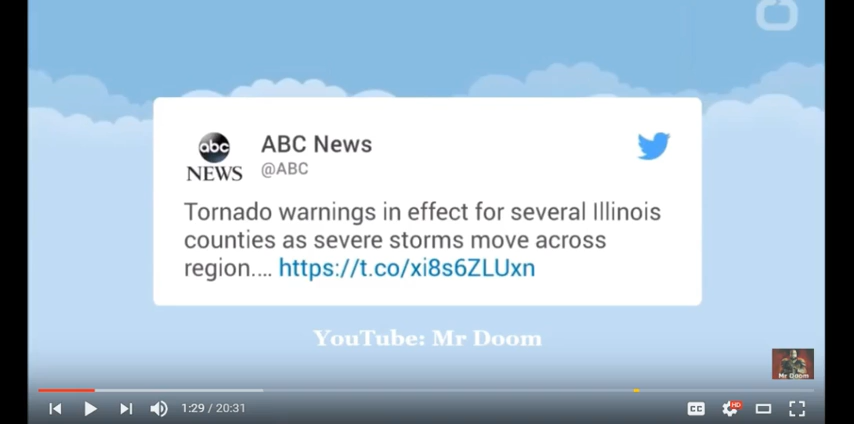 abc
NEWS
ABC News
@ABC
Tornado warnings in effect for several Illinois
counties as severe storms move across
region.... https://t.co/xi8s6ZLUxn
YouTube: Mr Doom
Mr Doom
1:29 / 20:31
CC
HD